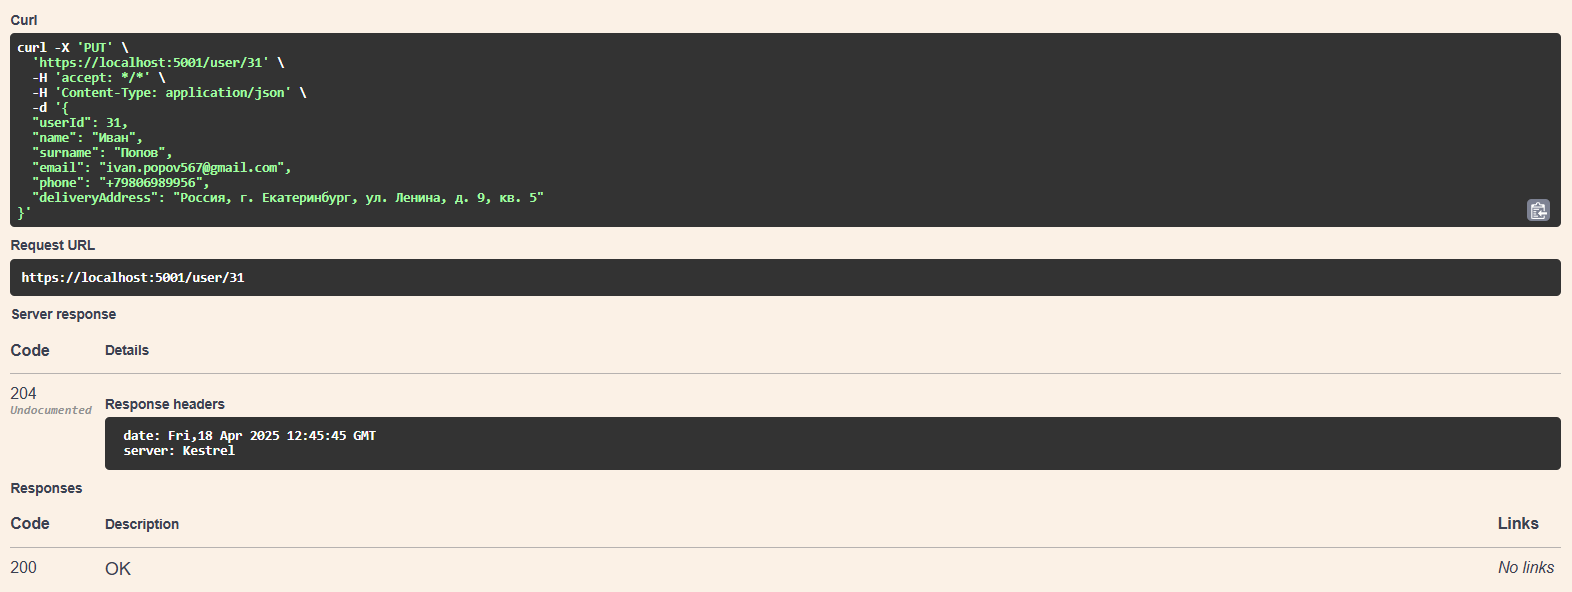 Curl
curl -X 'PUT' \
'https://localhost:5001/user/31' \
-H 'accept: */*' \
-H 'Content-Type: application/json' \
-d '{
"userId": 31,
"name": "Иван",
"surname": "Попов",
"email": "ivan.popov567@gmail.com",
"phone": "+79806989956",
"deliveryAddress": "Россия, г. Екатеринбург, ул. Ленина, д. 9, кв. 5"
}'
Request URL
https://localhost:5001/user/31
Server response
Code Details
204
Undocumented
Response headers
date: Fri,18 Apr 2025 12:45:45 GMT
server: Kestrel
Responses
Code Description Links
200 OK No links